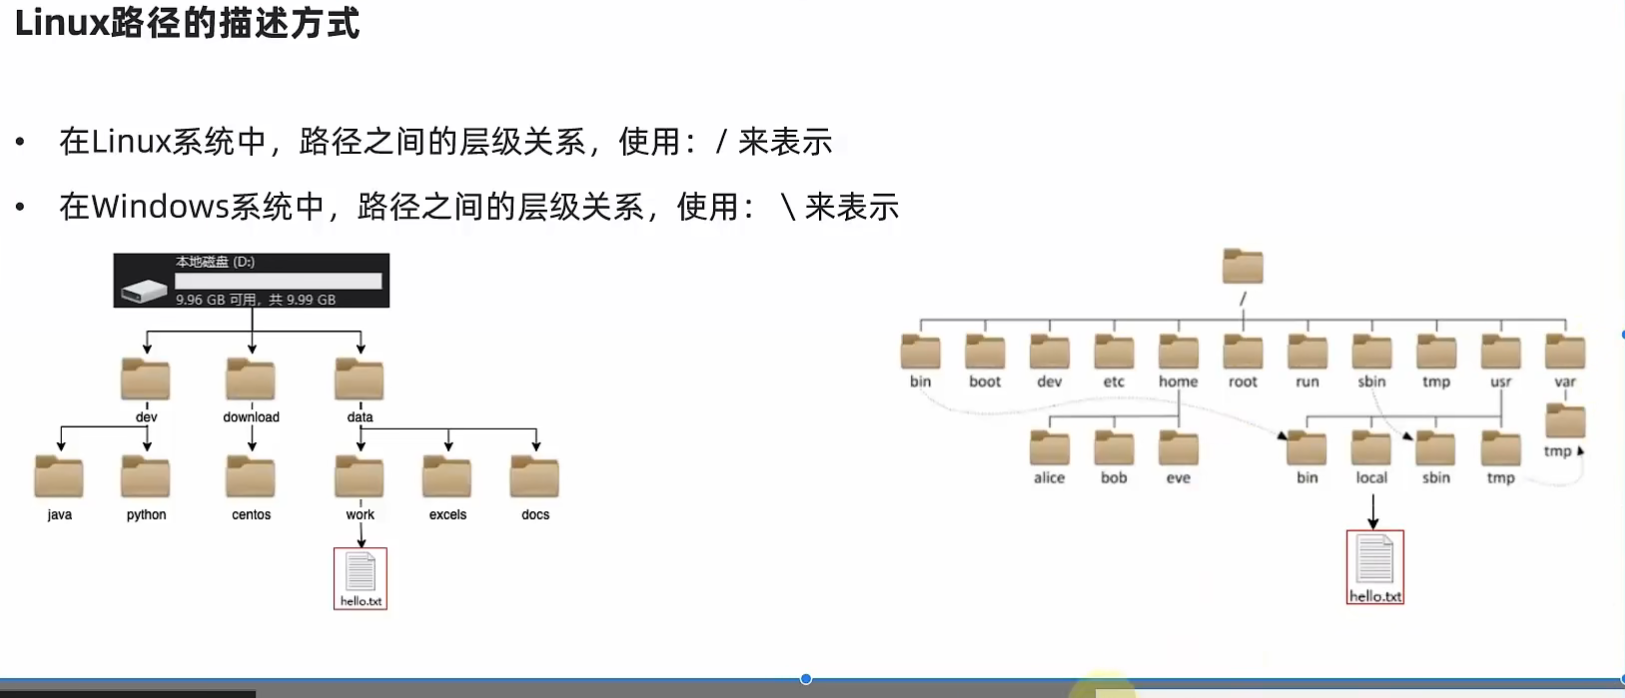 Linux路径的描述方式
• 在Linux系统中，路径之间的层级关系，使用：/ 来表示
• 在Windows系统中，路径之间的层级关系，使用： \ 来表示
本地磁盘 (D:)
9.96 GB 可用，共 9.99 GB
dev download data
java python centos work excels docs
hello.txt
/
bin boot dev etc home root run sbin tmp usr var
alice bob eve bin local sbin tmp tmp
hello.txt